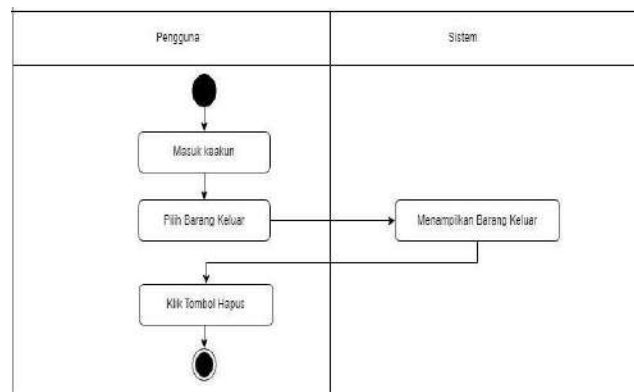 Pengguna
Sistem
Masuk keakun
Pilih Barang Keluar
Menampilkan Barang Keluar
Klik Tombol Hapus